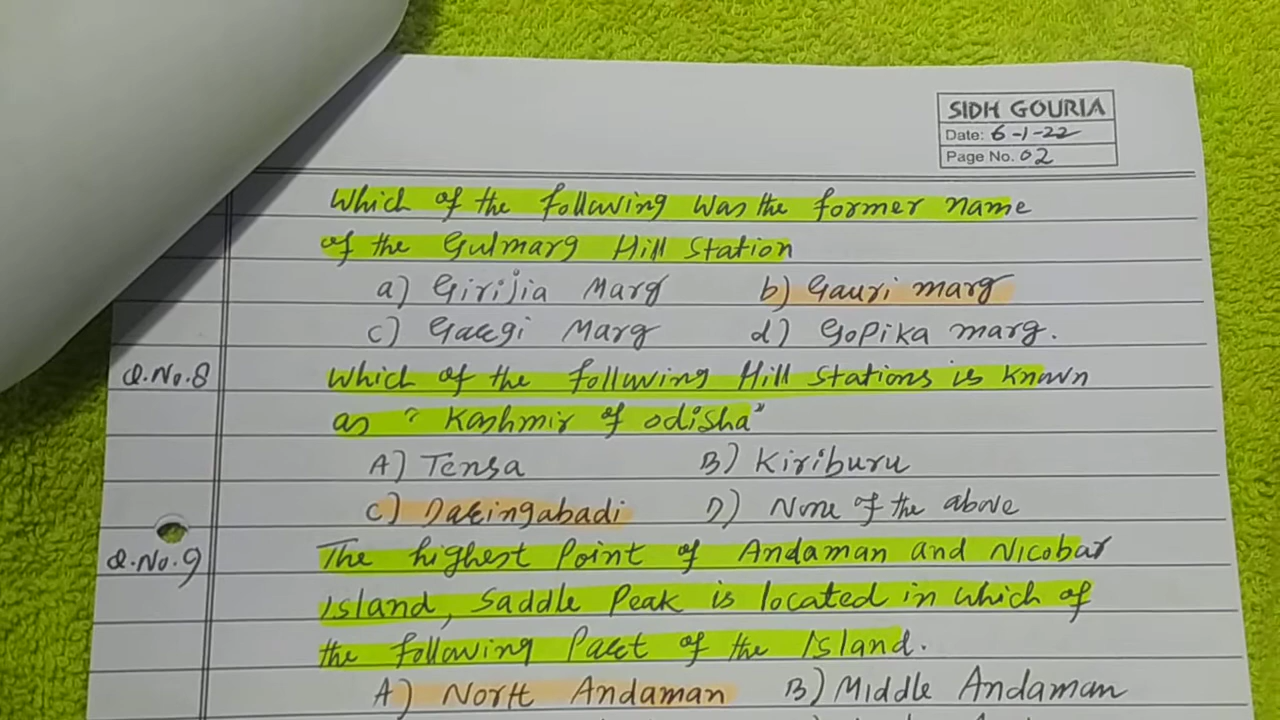 SIDH GOURIA
Date: 6-1-22
Page No. 02
Which of the following was the former name
of the Gulmarg Hill Station
a) Girijia Marg b) Gauri marg
c) Gargi Marg d) Gopika marg.
Q.No.8 Which of the following Hill Stations is known
as "Kashmir of odisha"
A) Tensa B) Kiriburu
C) Daringabadi D) None of the above
Q.No.9 The highest Point of Andaman and Nicobar
Island, Saddle Peak is located in which of
the following Part of the Island.
A) North Andaman B) Middle Andaman